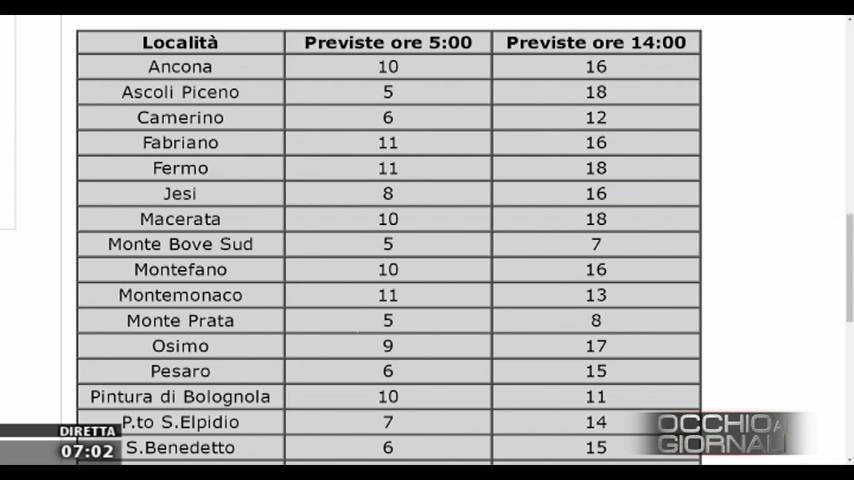 Località Previste ore 5:00 Previste ore 14:00
Ancona 10 16
Ascoli Piceno 5 18
Camerino 6 12
Fabriano 11 16
Fermo 11 18
Jesi 8 16
Macerata 10 18
Monte Bove Sud 5 7
Montefano 10 16
Montemonaco 11 13
Monte Prata 5 8
Osimo 9 17
Pesaro 6 15
Pintura di Bolognola 10 11
P.to S.Elpidio 7 14
S.Benedetto 6 15
DIRETTA
07:02
OCCHIO AI
GIORNALI